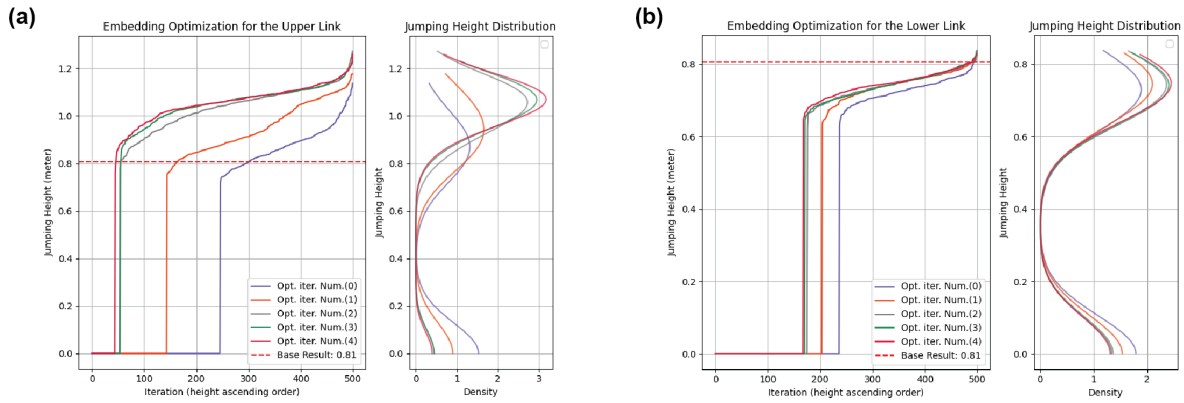 (a)
Embedding Optimization for the Upper Link
Jumping Height (meter)
1.2
1.0
0.8
0.6
0.4
0.2
0.0
0 100 200 300 400 500
Iteration (height ascending order)
Opt. iter. Num.(0)
Opt. iter. Num.(1)
Opt. iter. Num.(2)
Opt. iter. Num.(3)
Opt. iter. Num.(4)
Base Result: 0.81
Jumping Height Distribution
Jumping Height
1.2
1.0
0.8
0.6
0.4
0.2
0.0
0 1 2 3
Density
(b)
Embedding Optimization for the Lower Link
Jumping Height (meter)
0.8
0.6
0.4
0.2
0.0
0 100 200 300 400 500
Iteration (height ascending order)
Opt. iter. Num.(0)
Opt. iter. Num.(1)
Opt. iter. Num.(2)
Opt. iter. Num.(3)
Opt. iter. Num.(4)
Base Result: 0.81
Jumping Height Distribution
Jumping Height
0.8
0.6
0.4
0.2
0.0
0 1 2
Density